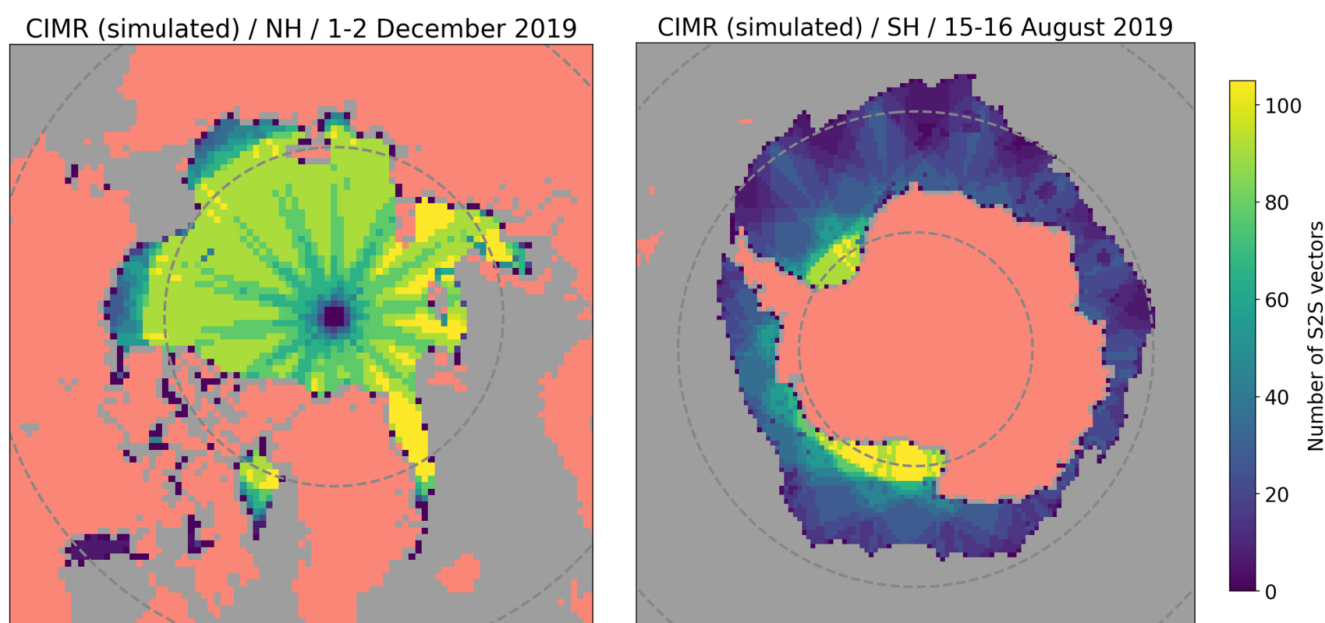 CIMR (simulated) / NH / 1-2 December 2019
CIMR (simulated) / SH / 15-16 August 2019
100
80
60
40
20
0
Number of S2S vectors